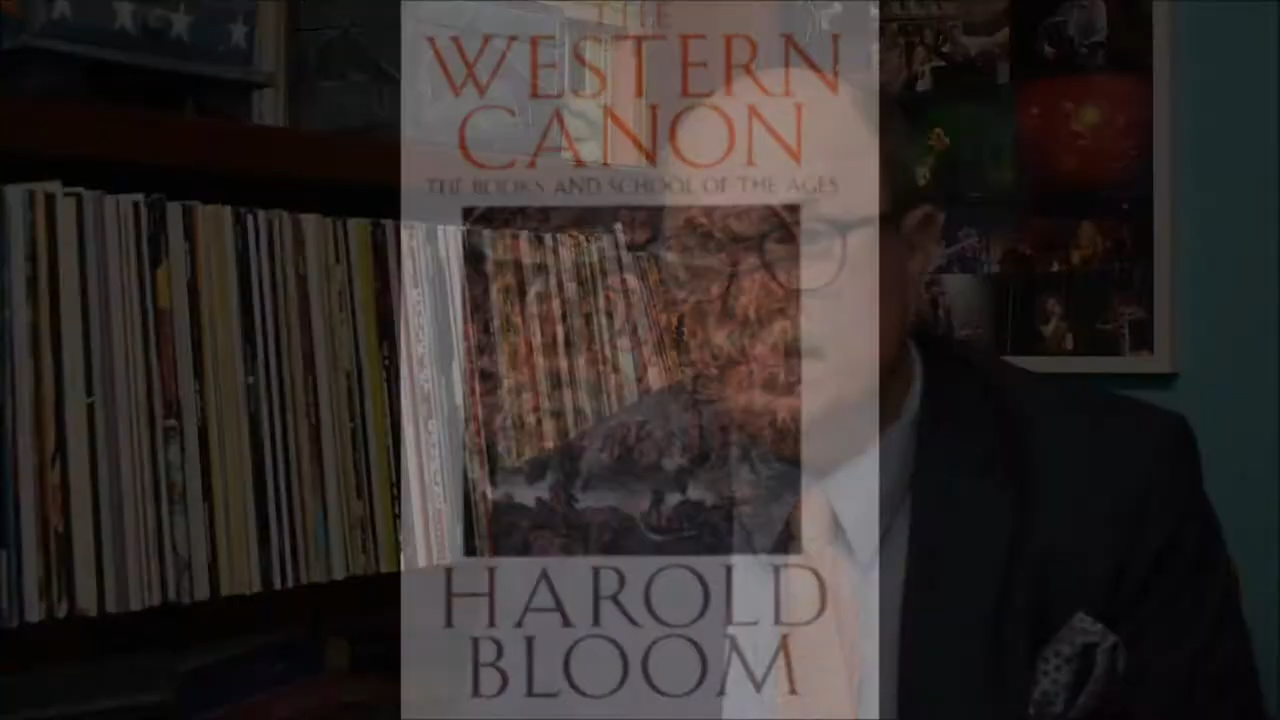 THE
WESTERN
CANON
THE BOOKS AND SCHOOL OF THE AGES
HAROLD
BLOOM